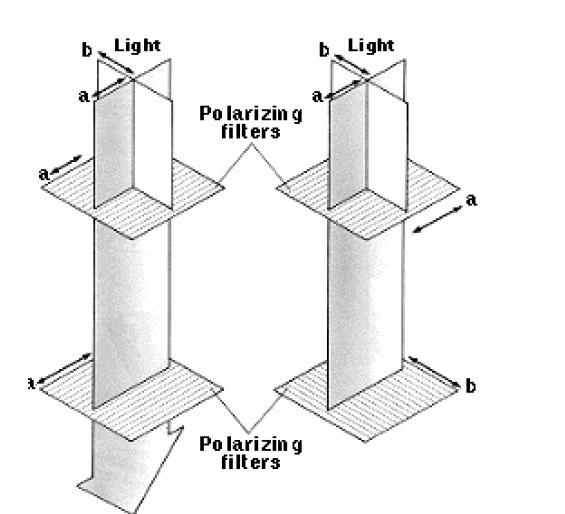 b Light b Light
a a
Polarizing
filters
a
a
a
b
Polarizing
filters